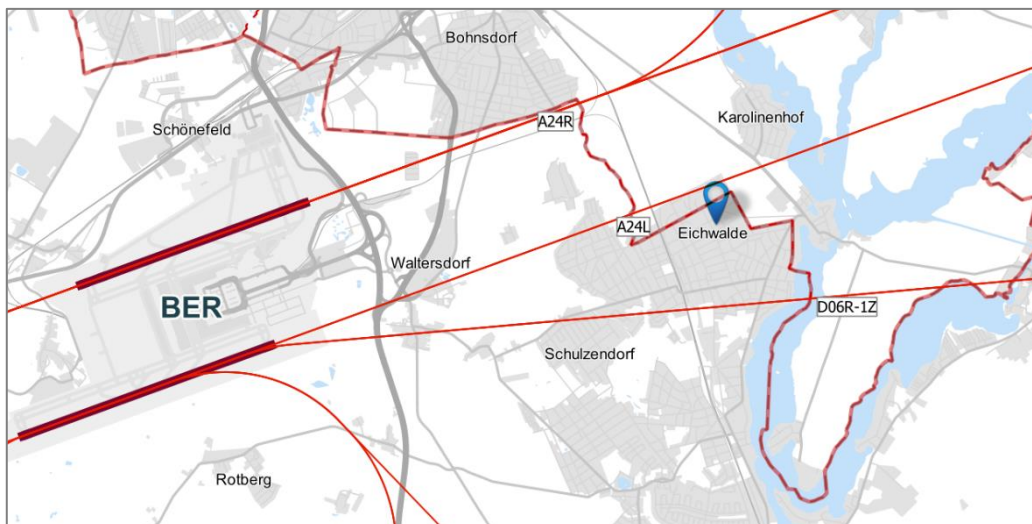 Bohnsdorf
A24R
Karolinenhof
Schönefeld
A24L
Eichwalde
Waltersdorf
BER
D06R-1Z
Schulzendorf
Rotberg